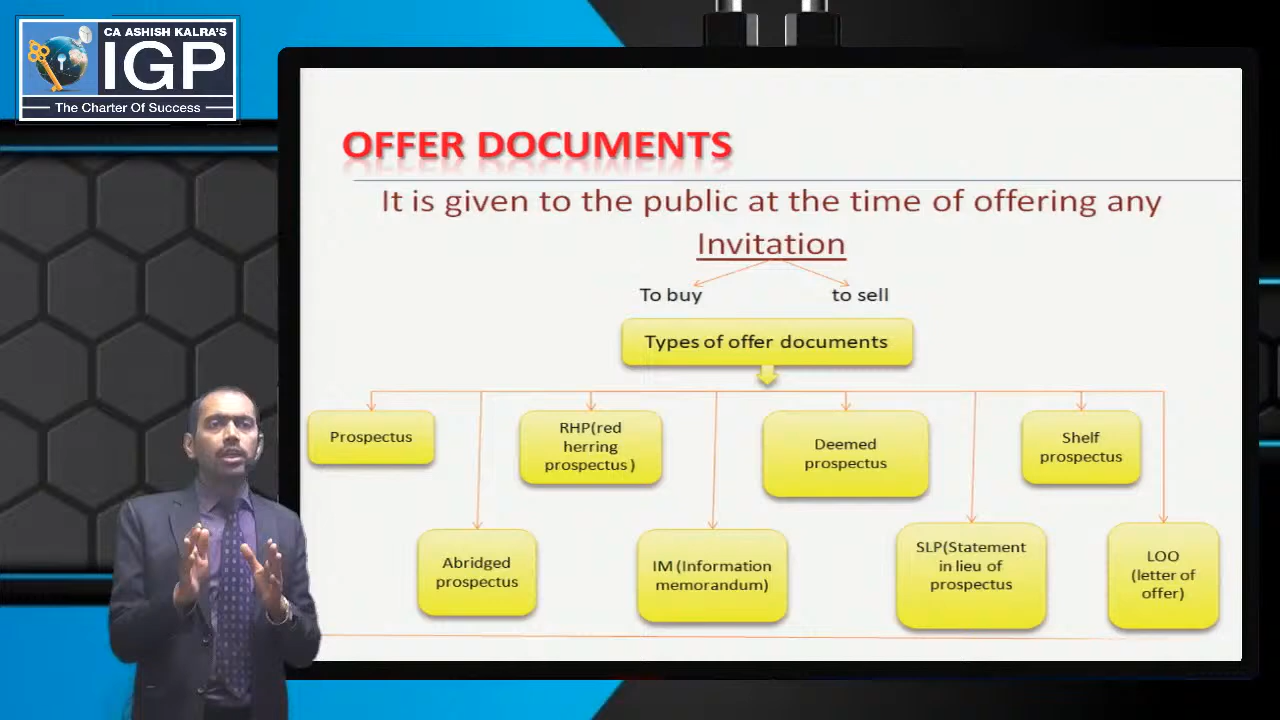 CA ASHISH KALRA'S
IGP
The Charter Of Success
OFFER DOCUMENTS
It is given to the public at the time of offering any
Invitation
To buy
to sell
Types of offer documents
Prospectus
RHP(red
herring
prospectus )
Deemed
prospectus
Shelf
prospectus
Abridged
prospectus
IM (Information
memorandum)
SLP(Statement
in lieu of
prospectus
LOO
(letter of
offer)